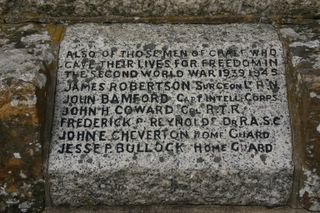 ALSO OF THOSE MEN OF CHALE WHO
GAVE THEIR LIVES FOR FREEDOM IN
THE SECOND WORLD WAR 1939 1945
JAMES ROBERTSON SURGEON Lt R.N.
JOHN BAMFORD CAPT INTELL. CORPS
JOHN H COWARD CPL R.T.R.
FREDERICK P REYNOLDS DR R.A.S.C.
JOHN E CHEVERTON HOME GUARD
JESSE P BULLOCK HOME GUARD